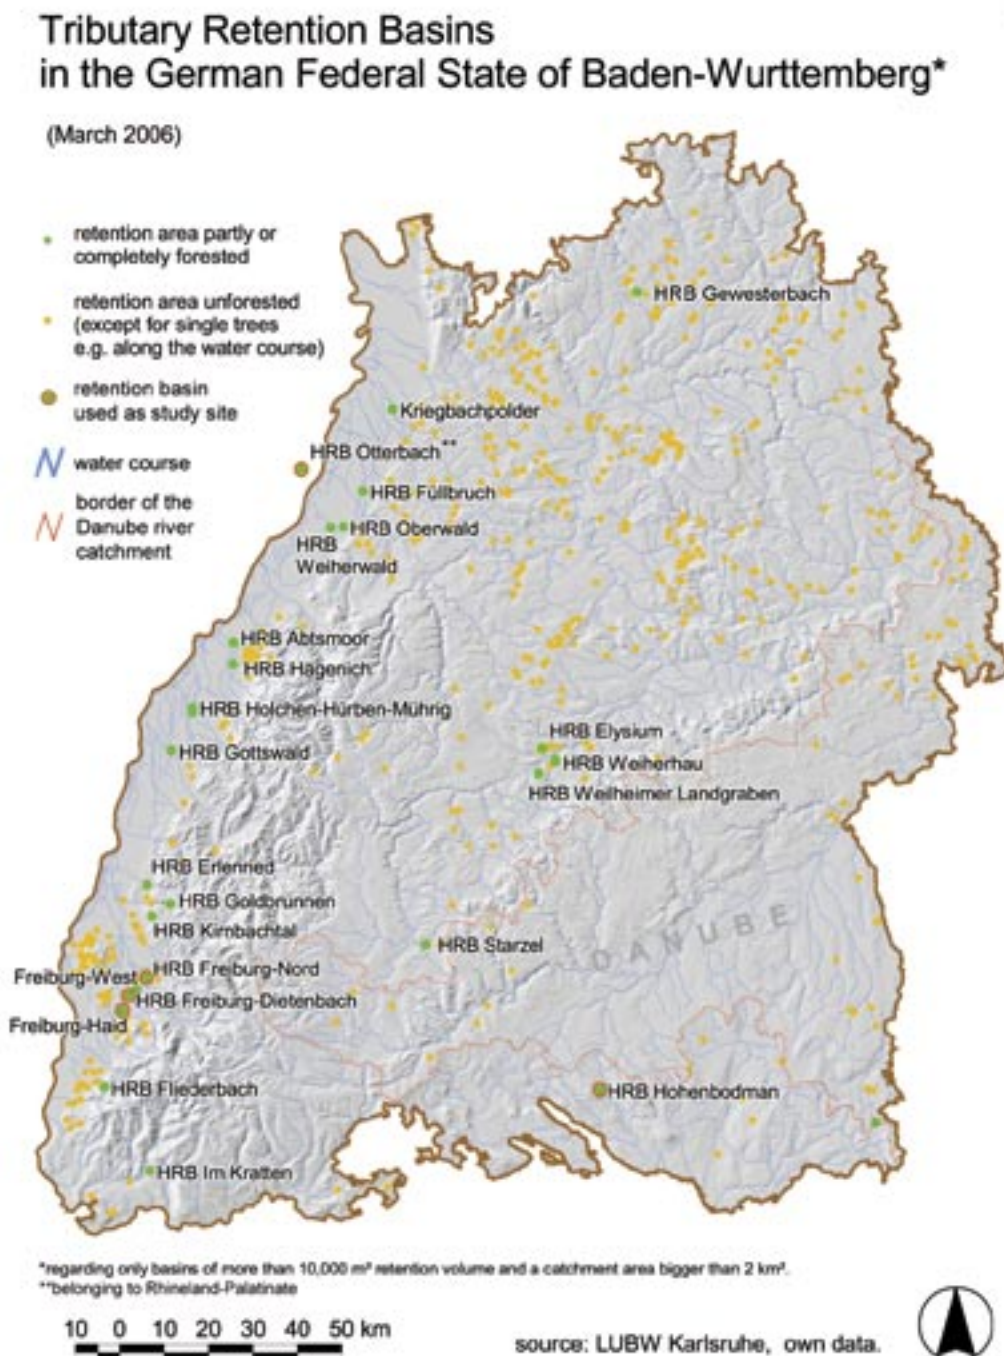 Tributary Retention Basins
in the German Federal State of Baden-Wurttemberg*
(March 2006)
retention area partly or
completely forested
retention area unforested
(except for single trees
e.g. along the water course)
retention basin
used as study site
water course
border of the
Danube river
catchment
HRB Gewesterbach
Kriegbachpolder
HRB Otterbach**
HRB Füllbruch
HRB Oberwald
HRB
Weiherwald
HRB Abtsmoor
HRB Hägenich
HRB Holchen-Hürben-Mührig
HRB Gottswald
HRB Elysium
HRB Weiherhau
HRB Weilheimer Landgraben
HRB Erlenried
HRB Goldbrunnen
HRB Kirnbachtal
HRB Starzel
DANUBE
Freiburg-West
HRB Freiburg-Nord
HRB Freiburg-Dietenbach
Freiburg-Haid
HRB Fliederbach
HRB Hohenbodman
HRB Im Kratten
*regarding only basins of more than 10,000 m³ retention volume and a catchment area bigger than 2 km².
**belonging to Rhineland-Palatinate
10 0 10 20 30 40 50 km
source: LUBW Karlsruhe, own data.